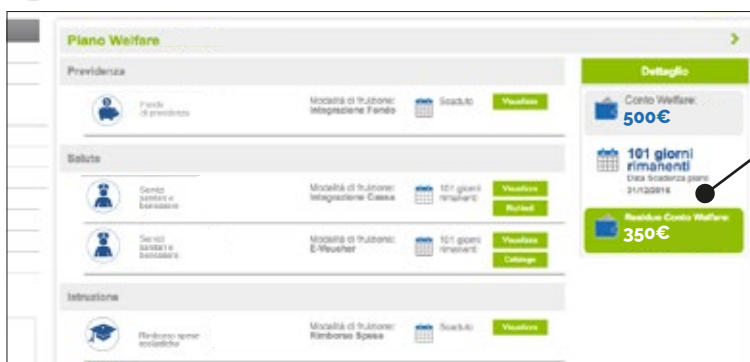 Piano Welfare
Previdenza
Fondo
di previdenza
Modalità di fruizione:
Integrazione Fondo
Scaduto
Visualizza
Salute
Servizi
sanitari e
benessere
Modalità di fruizione:
Integrazione Cassa
101 giorni
rimanenti
Visualizza
Richiedi
Servizi
sanitari e
benessere
Modalità di fruizione:
E-Voucher
101 giorni
rimanenti
Visualizza
Catalogo
Istruzione
Rimborso spese
scolastiche
Modalità di fruizione:
Rimborso Spese
Scaduto
Visualizza
Dettaglio
Conto Welfare:
500€
101 giorni
rimanenti
Data Scadenza piano
31/12/2016
Residuo Conto Welfare:
350€